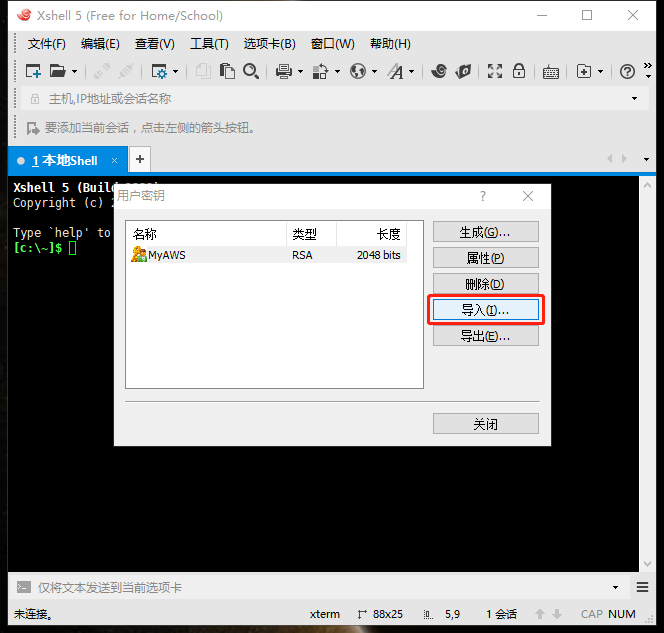 Xshell 5 (Free for Home/School)
文件(F) 编辑(E) 查看(V) 工具(T) 选项卡(B) 窗口(W) 帮助(H)
主机,IP地址或会话名称
要添加当前会话，点击左侧的箭头按钮。
1 本地Shell × +
Xshell 5 (Build
Copyright (c)
Type `help' to
[c:\~]$
用户密钥
名称 类型 长度
MyAWS RSA 2048 bits
生成(G)...
属性(P)
删除(D)
导入(I)...
导出(E)...
关闭
仅将文本发送到当前选项卡
未连接。 xterm 88x25 5,9 1 会话 CAP NUM